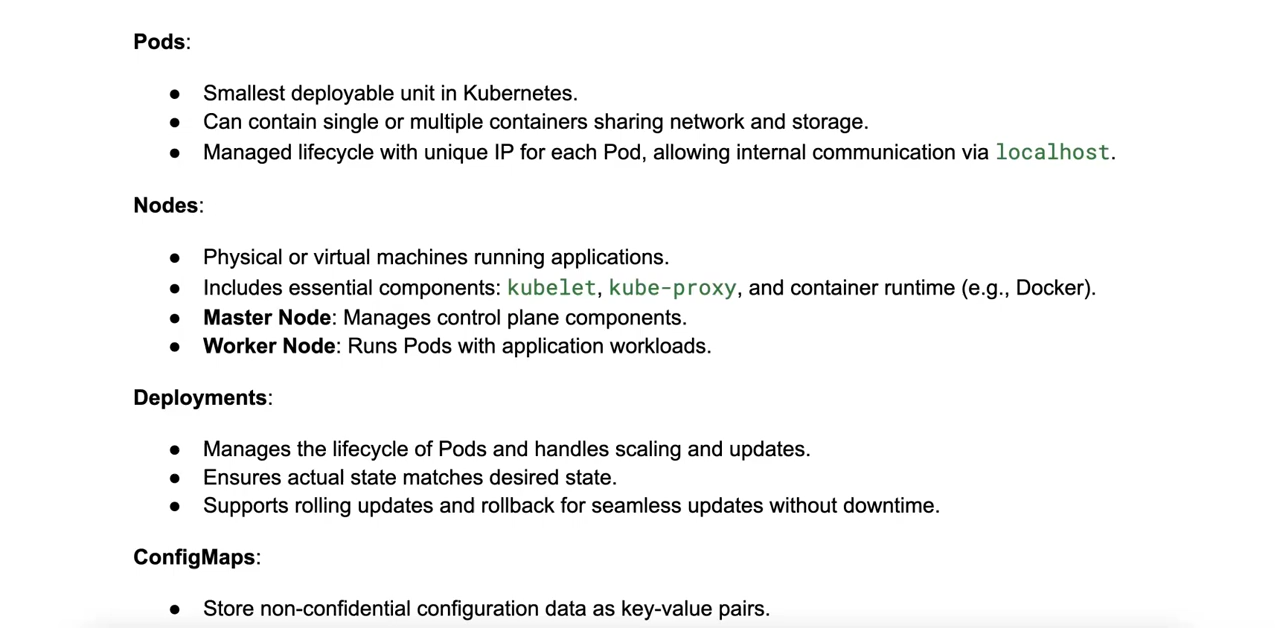 Pods:
● Smallest deployable unit in Kubernetes.
● Can contain single or multiple containers sharing network and storage.
● Managed lifecycle with unique IP for each Pod, allowing internal communication via localhost.
Nodes:
● Physical or virtual machines running applications.
● Includes essential components: kubelet, kube-proxy, and container runtime (e.g., Docker).
● Master Node: Manages control plane components.
● Worker Node: Runs Pods with application workloads.
Deployments:
● Manages the lifecycle of Pods and handles scaling and updates.
● Ensures actual state matches desired state.
● Supports rolling updates and rollback for seamless updates without downtime.
ConfigMaps:
● Store non-confidential configuration data as key-value pairs.